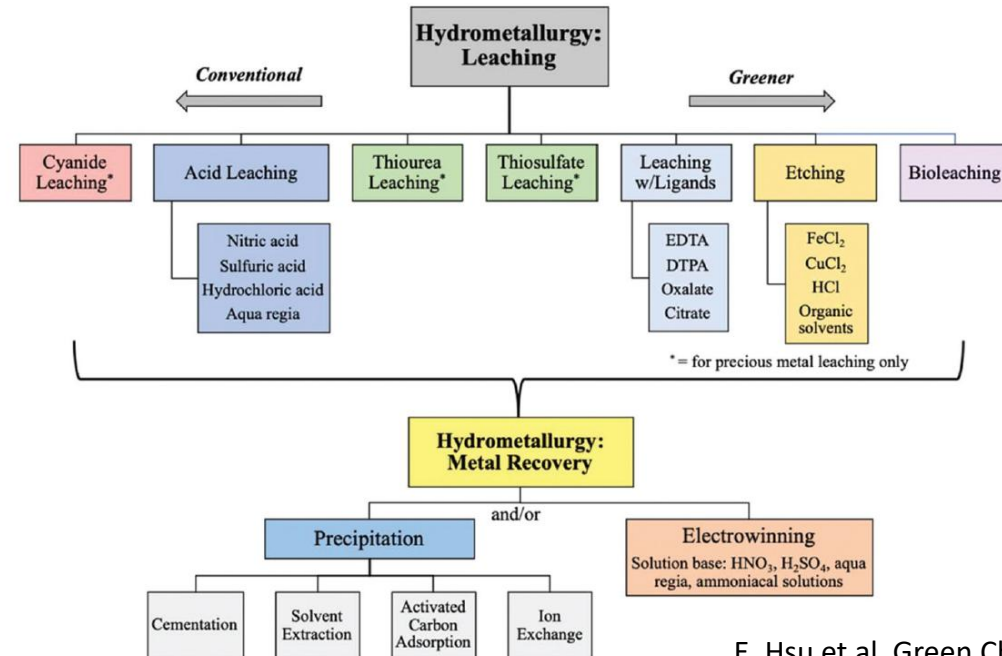 Hydrometallurgy:
Leaching
Conventional
Greener
Cyanide
Leaching*
Acid Leaching
Thiourea
Leaching*
Thiosulfate
Leaching*
Leaching
w/Ligands
Etching
Bioleaching
Nitric acid
Sulfuric acid
Hydrochloric acid
Aqua regia
EDTA
DTPA
Oxalate
Citrate
FeCl₂
CuCl₂
HCl
Organic
solvents
* = for precious metal leaching only
Hydrometallurgy:
Metal Recovery
and/or
Precipitation
Electrowinning
Solution base: HNO₃, H₂SO₄, aqua
regia, ammoniacal solutions
Cementation
Solvent
Extraction
Activated
Carbon
Adsorption
Ion
Exchange
E. Hsu et al. Green